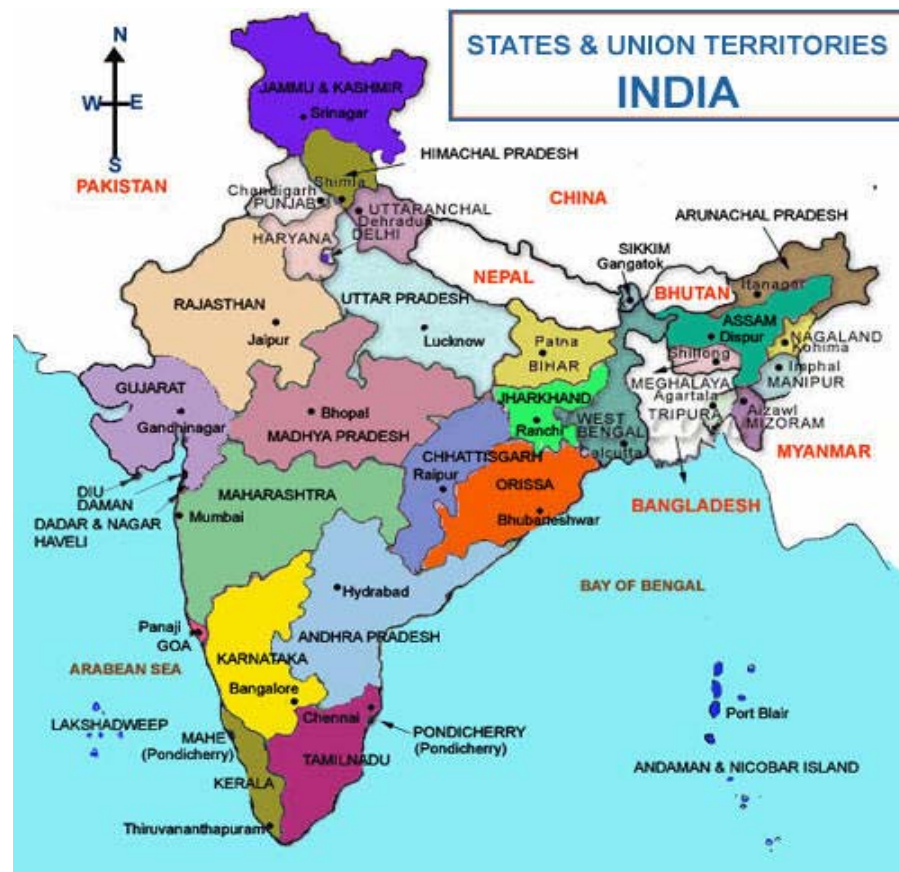 STATES & UNION TERRITORIES
INDIA
N
W E
S
JAMMU & KASHMIR
Srinagar
HIMACHAL PRADESH
PAKISTAN
Shimla
Chandigarh
PUNJAB
CHINA
UTTARANCHAL
Dehradun
ARUNACHAL PRADESH
HARYANA
DELHI
SIKKIM
Gangatok
NEPAL
BHUTAN
Itanagar
RAJASTHAN
UTTAR PRADESH
ASSAM
Dispur
Jaipur
Lucknow
Patna
BIHAR
NAGALAND
Kohima
Shillong
Imphal
MANIPUR
GUJARAT
MEGHALAYA
JHARKHAND
Agartala
TRIPURA
Aizawl
MIZORAM
Gandhinagar
Bhopal
MADHYA PRADESH
Ranchi
WEST
BENGAL
Calcutta
MYANMAR
CHHATTISGARH
Raipur
DIU
DAMAN
DADAR & NAGAR
HAVELI
MAHARASHTRA
Mumbai
ORISSA
Bhubaneshwar
BANGLADESH
BAY OF BENGAL
Hydrabad
Panaji
GOA
ANDHRA PRADESH
KARNATAKA
ARABEAN SEA
Bangalore
Chennai
LAKSHADWEEP
MAHE
(Pondicherry)
PONDICHERRY
(Pondicherry)
Port Blair
TAMILNADU
ANDAMAN & NICOBAR ISLAND
KERALA
Thiruvananthapuram